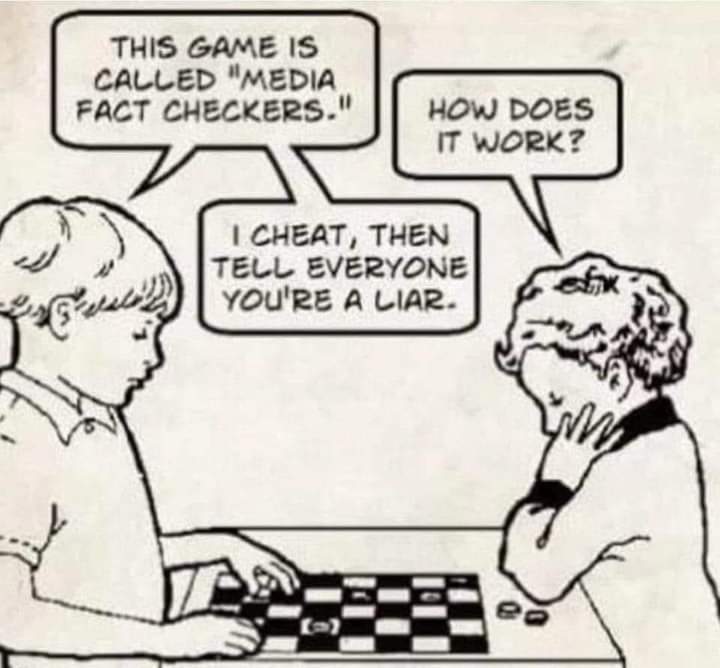 THIS GAME IS
CALLED "MEDIA
FACT CHECKERS."
HOW DOES
IT WORK?
I CHEAT, THEN
TELL EVERYONE
YOU'RE A LIAR.